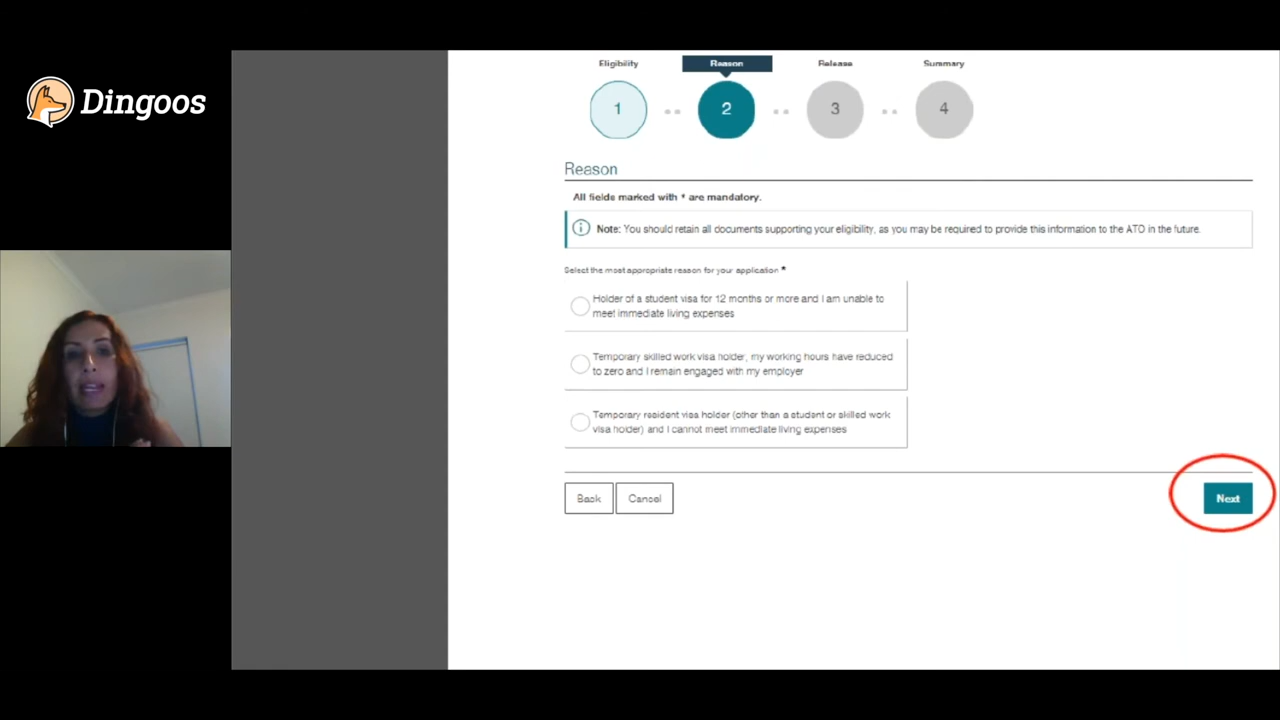 Dingoos
Eligibility
Reason
Release
Summary
1
2
3
4
Reason
All fields marked with * are mandatory.
Note: You should retain all documents supporting your eligibility, as you may be required to provide this information to the ATO in the future.
Select the most appropriate reason for your application *
Holder of a student visa for 12 months or more and I am unable to
meet immediate living expenses
Temporary skilled work visa holder, my working hours have reduced
to zero and I remain engaged with my employer
Temporary resident visa holder (other than a student or skilled work
visa holder) and I cannot meet immediate living expenses
Back
Cancel
Next